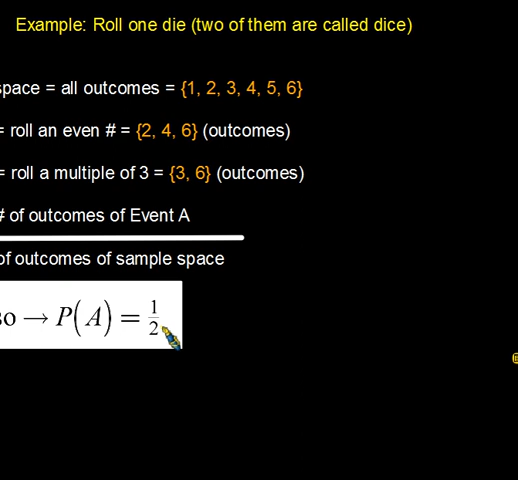 Example: Roll one die (two of them are called dice)
space = all outcomes = {1, 2, 3, 4, 5, 6}
= roll an even # = {2, 4, 6} (outcomes)
= roll a multiple of 3 = {3, 6} (outcomes)
# of outcomes of Event A
of outcomes of sample space
so → P(A) = 1/2